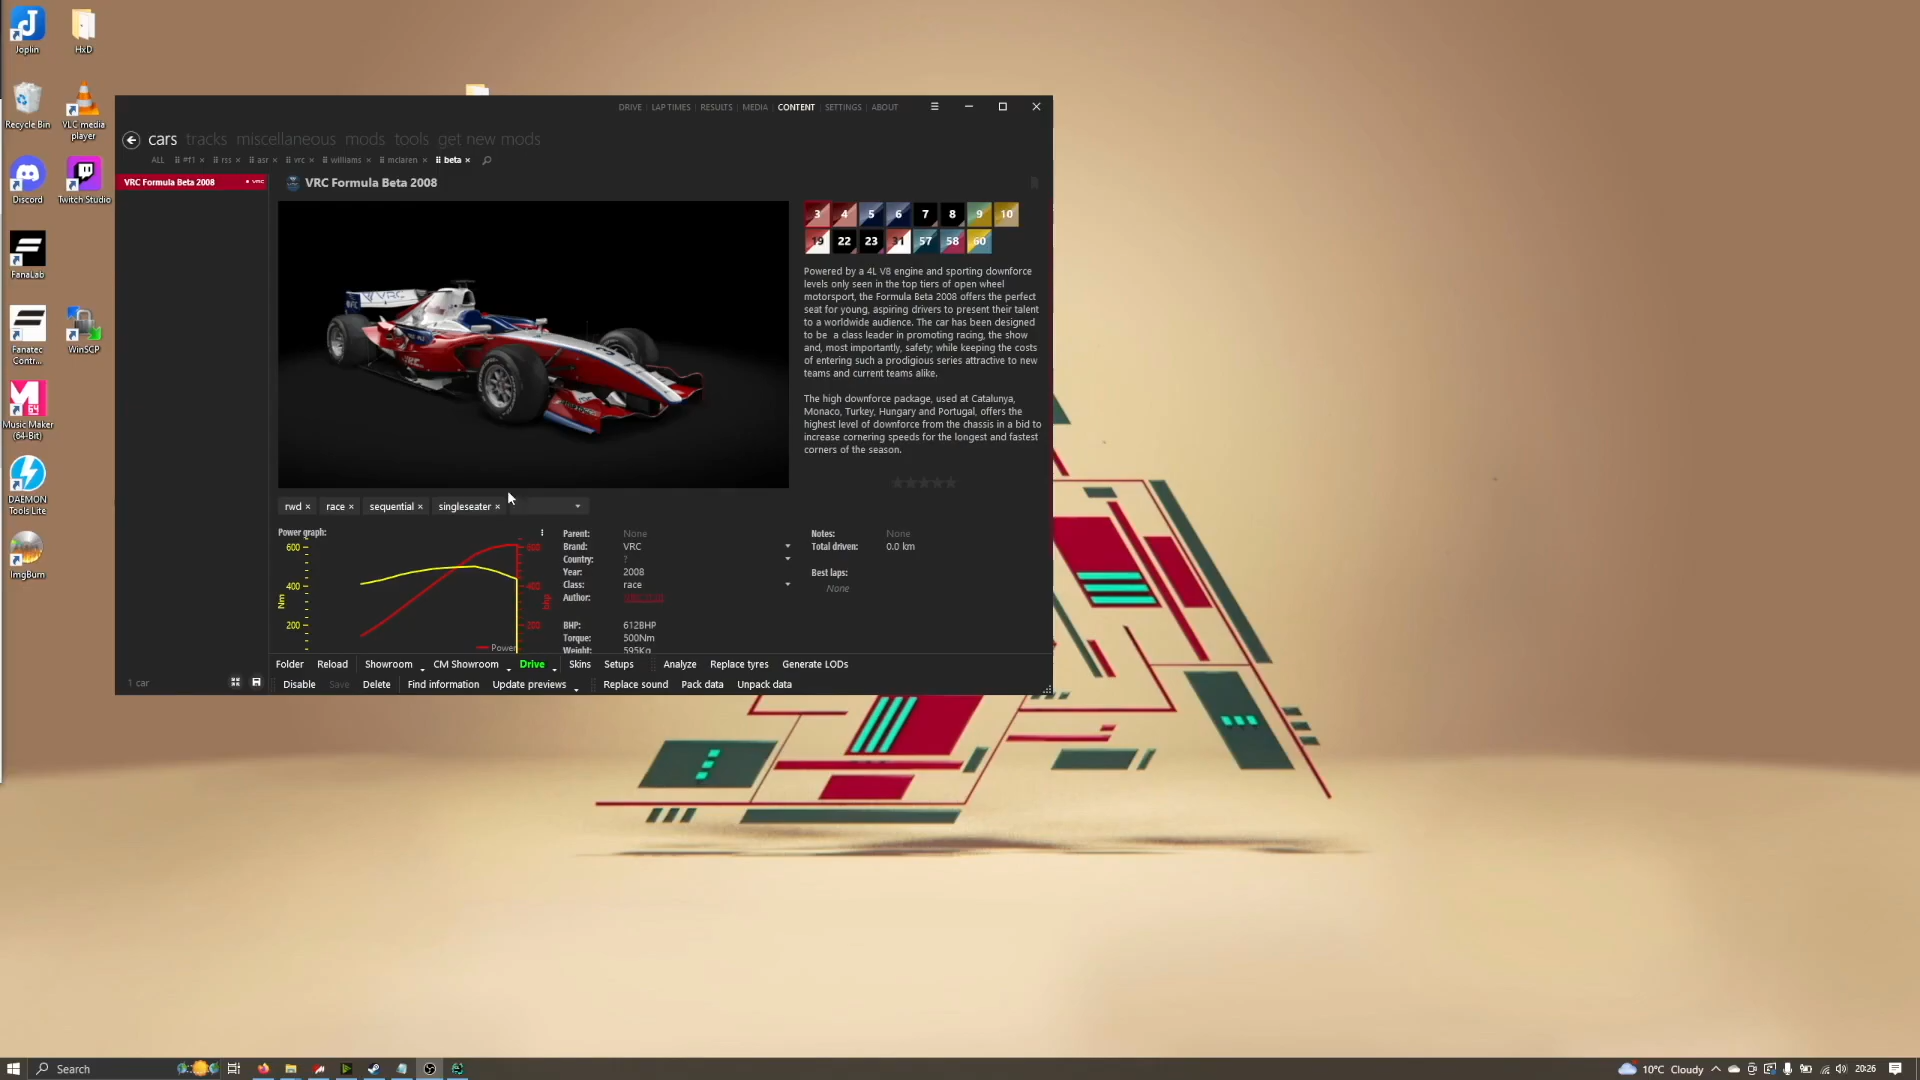 Joplin
HxD
Recycle Bin
VLC media
player
Discord
Twitch Studio
FanaLab
Fanatec
Contr...
WinSCP
Music Maker
(64-Bit)
DAEMON
Tools Lite
ImgBurn
DRIVE LAP TIMES RESULTS MEDIA CONTENT SETTINGS ABOUT
cars tracks miscellaneous mods tools get new mods
ALL #f1 × rss × asr × vrc × williams × mclaren × beta ×
VRC Formula Beta 2008 VRC
VRC Formula Beta 2008
3 4 5 6 7 8 9 10
19 22 23 31 57 58 60
Powered by a 4L V8 engine and sporting downforce
levels only seen in the top tiers of open wheel
motorsport, the Formula Beta 2008 offers the perfect
seat for young, aspiring drivers to present their talent
to a worldwide audience. The car has been designed
to be a class leader in promoting racing, the show
and, most importantly, safety; while keeping the costs
of entering such a prodigious series attractive to new
teams and current teams alike.
The high downforce package, used at Catalunya,
Monaco, Turkey, Hungary and Portugal, offers the
highest level of downforce from the chassis in a bid to
increase cornering speeds for the longest and fastest
corners of the season.
rwd × race × sequential × singleseater ×
Power graph:
600
400
200
Nm
600
400
200
bhp
Power
Parent: None
Brand: VRC
Country: ?
Year: 2008
Class: race
Author:
BHP: 612BHP
Torque: 500Nm
Weight: 595Kg
Notes: None
Total driven: 0.0 km
Best laps:
None
Folder Reload Showroom CM Showroom Drive Skins Setups Analyze Replace tyres Generate LODs
1 car
Disable Save Delete Find information Update previews Replace sound Pack data Unpack data
Search
10°C Cloudy
20:26